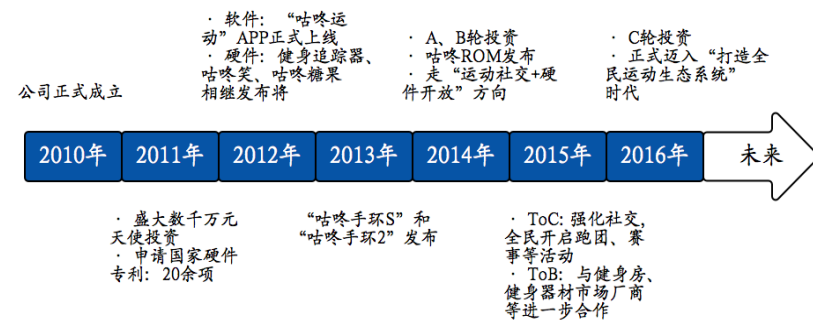 公司正式成立
· 软件：“咕咚运
动”APP正式上线
· 硬件：健身追踪器、
咕咚笑、咕咚糖果
相继发布将
· A、B轮投资
· 咕咚ROM发布
· 走“运动社交+硬
件开放”方向
· C轮投资
· 正式迈入“打造全
民运动生态系统”
时代
2010年
2011年
2012年
2013年
2014年
2015年
2016年
未来
· 盛大数千万元
天使投资
· 申请国家硬件
专利：20余项
“咕咚手环S”和
“咕咚手环2”发布
· ToC: 强化社交,
全民开启跑团、赛
事等活动
· ToB: 与健身房、
健身器材市场厂商
等进一步合作